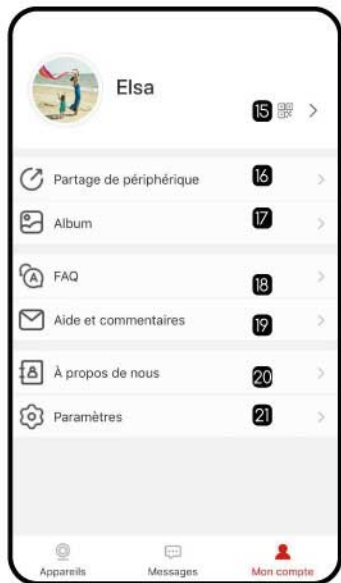 Elsa
15
Partage de périphérique 16
Album 17
FAQ 18
Aide et commentaires 19
À propos de nous 20
Paramètres 21
Appareils Messages Mon compte